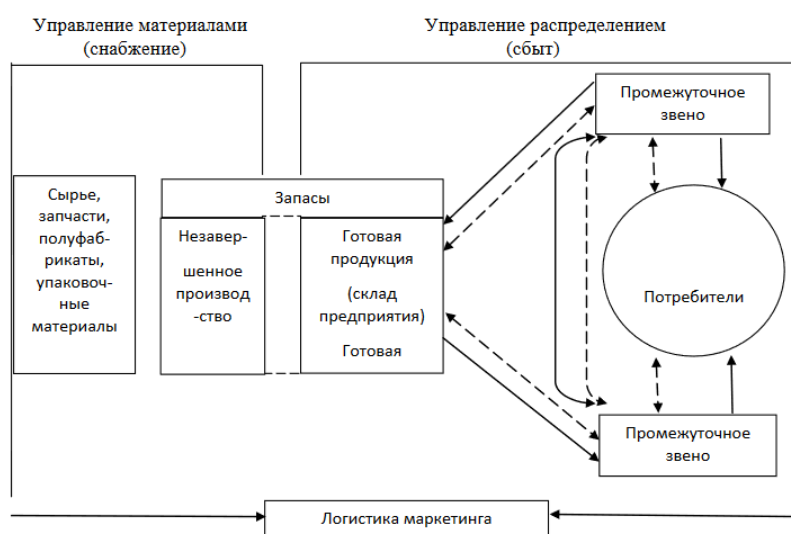 Управление материалами
(снабжение)
Управление распределением
(сбыт)
Промежуточное
звено
Сырье,
запчасти,
полуфаб-
рикаты,
упаковоч-
ные
материалы
Запасы
Незавер-
шенное
производ
-ство
Готовая
продукция
(склад
предприятия)
Готовая
Потребители
Промежуточное
звено
Логистика маркетинга